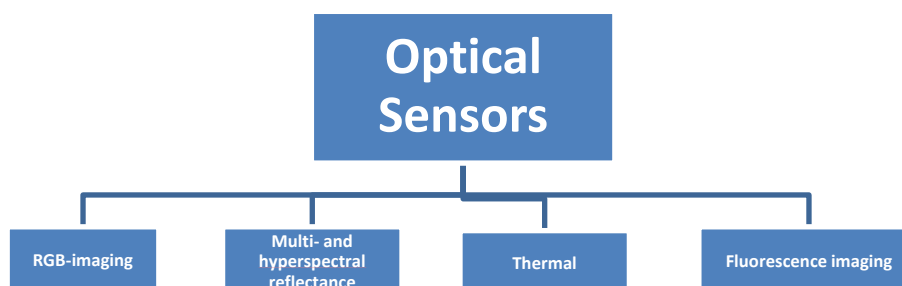 Optical
Sensors
RGB-imaging
Multi- and
hyperspectral
reflectance
Thermal
Fluorescence imaging